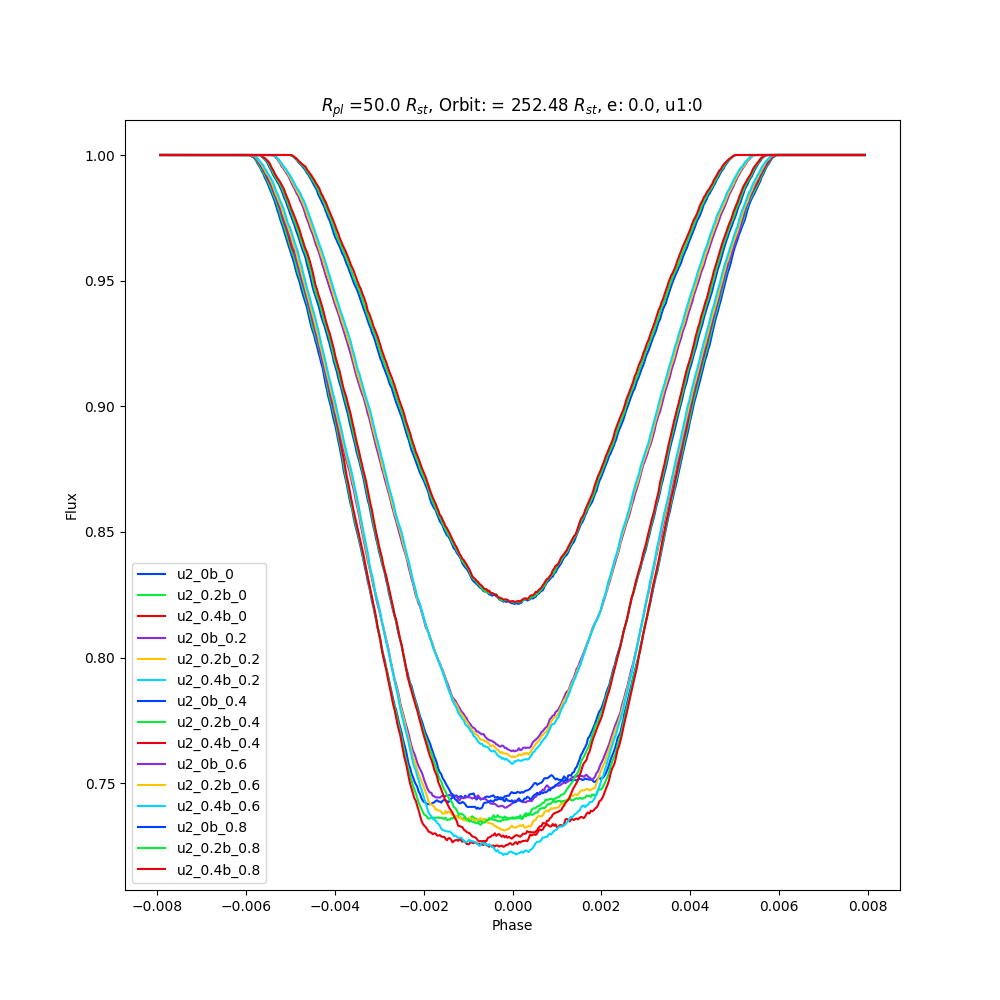 R_pl =50.0 R_st, Orbit: = 252.48 R_st, e: 0.0, u1:0
1.00
0.95
0.90
0.85
0.80
0.75
Flux
u2_0b_0
u2_0.2b_0
u2_0.4b_0
u2_0b_0.2
u2_0.2b_0.2
u2_0.4b_0.2
u2_0b_0.4
u2_0.2b_0.4
u2_0.4b_0.4
u2_0b_0.6
u2_0.2b_0.6
u2_0.4b_0.6
u2_0b_0.8
u2_0.2b_0.8
u2_0.4b_0.8
−0.008 −0.006 −0.004 −0.002 0.000 0.002 0.004 0.006 0.008
Phase